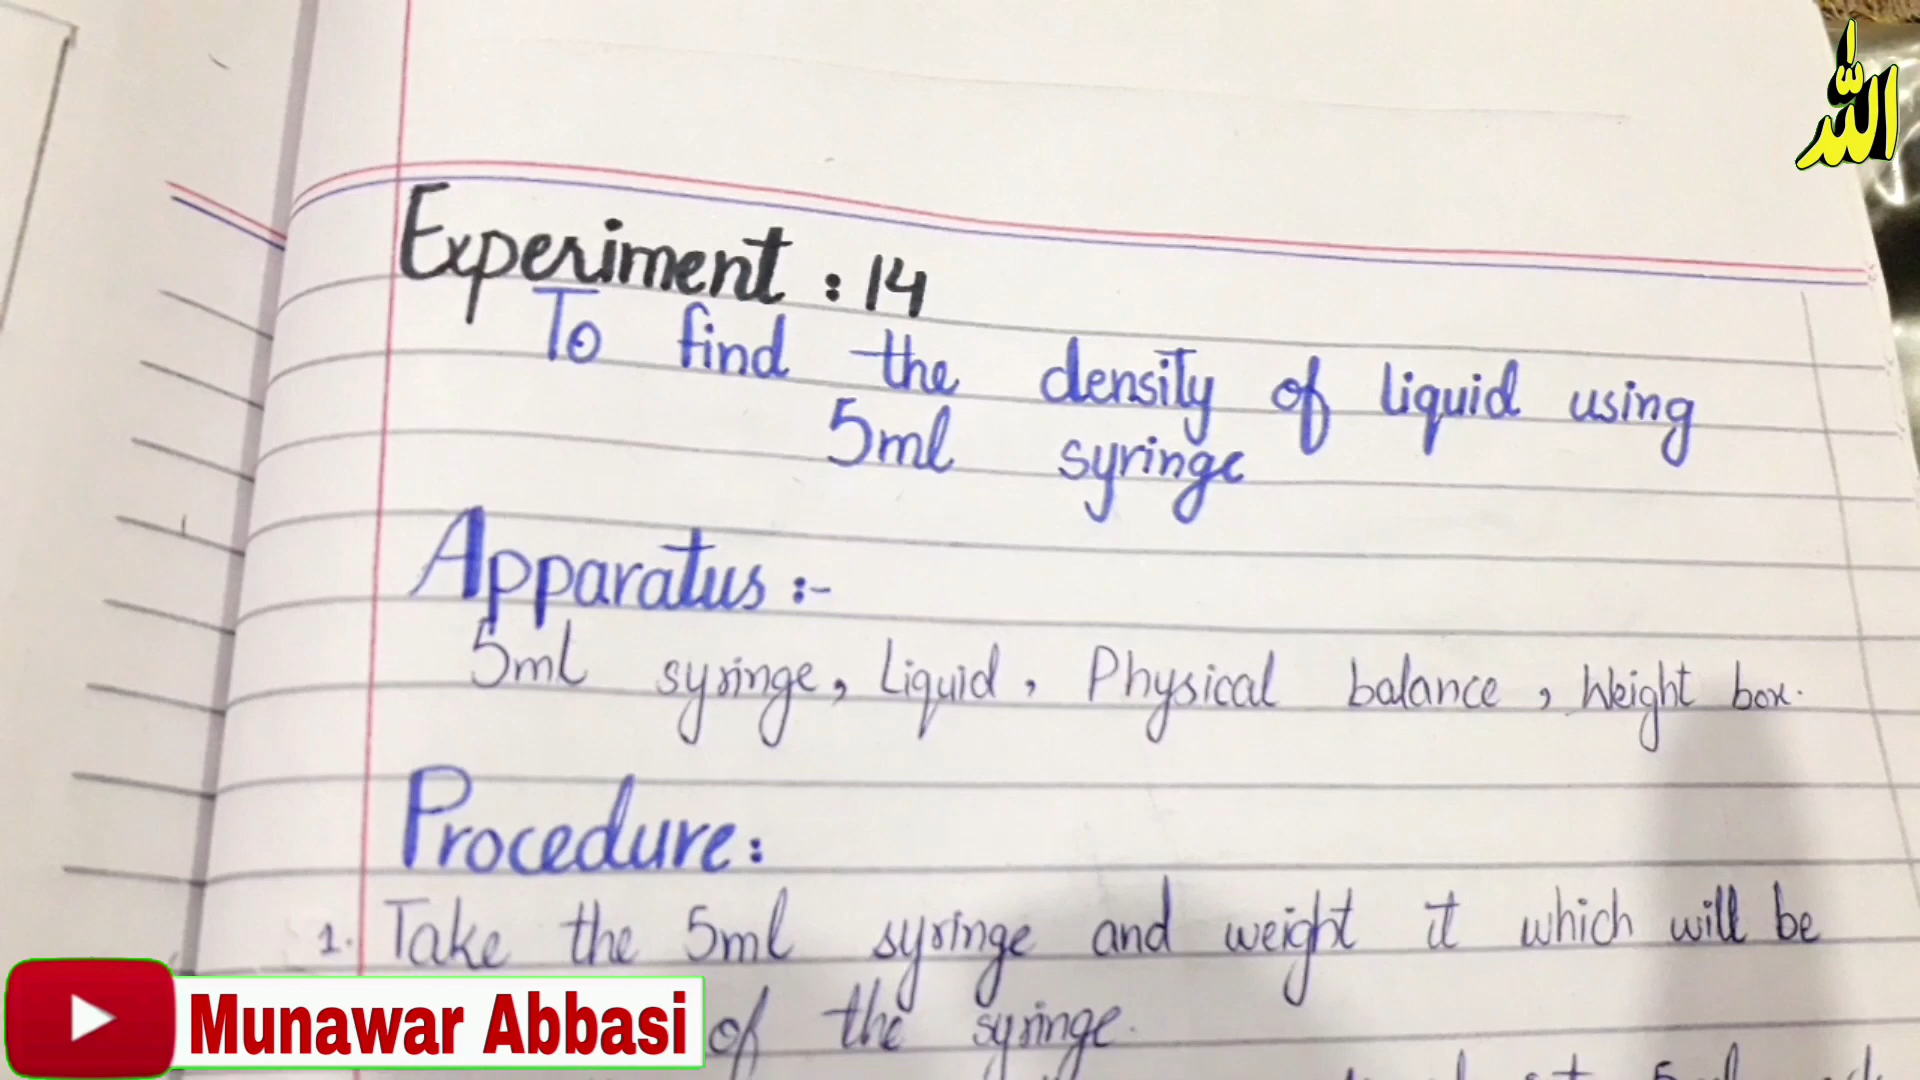 الله
Experiment : 14
To find the density of liquid using
5ml syringe
Apparatus :-
5ml syringe, Liquid, Physical balance, Weight box.
Procedure:
1. Take the 5ml syringe and weight it which will be
of the syringe.
Munawar Abbasi